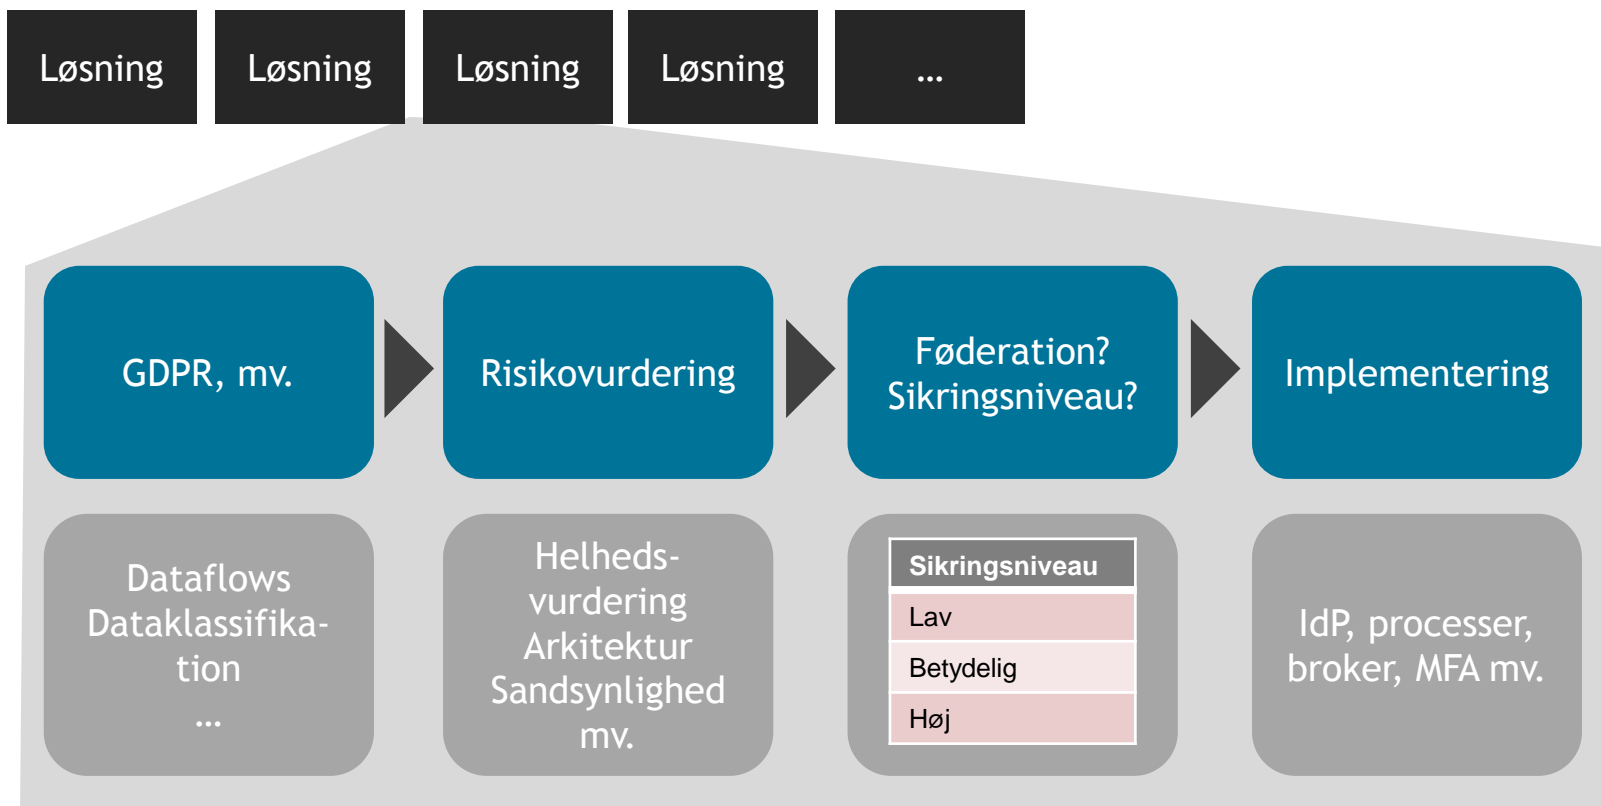 Løsning
Løsning
Løsning
Løsning
…
GDPR, mv.
Risikovurdering
Føderation?
Sikringsniveau?
Implementering
Dataflows
Dataklassifika-
tion
…
Helheds-
vurdering
Arkitektur
Sandsynlighed
mv.
Sikringsniveau
Lav
Betydelig
Høj
IdP, processer,
broker, MFA mv.